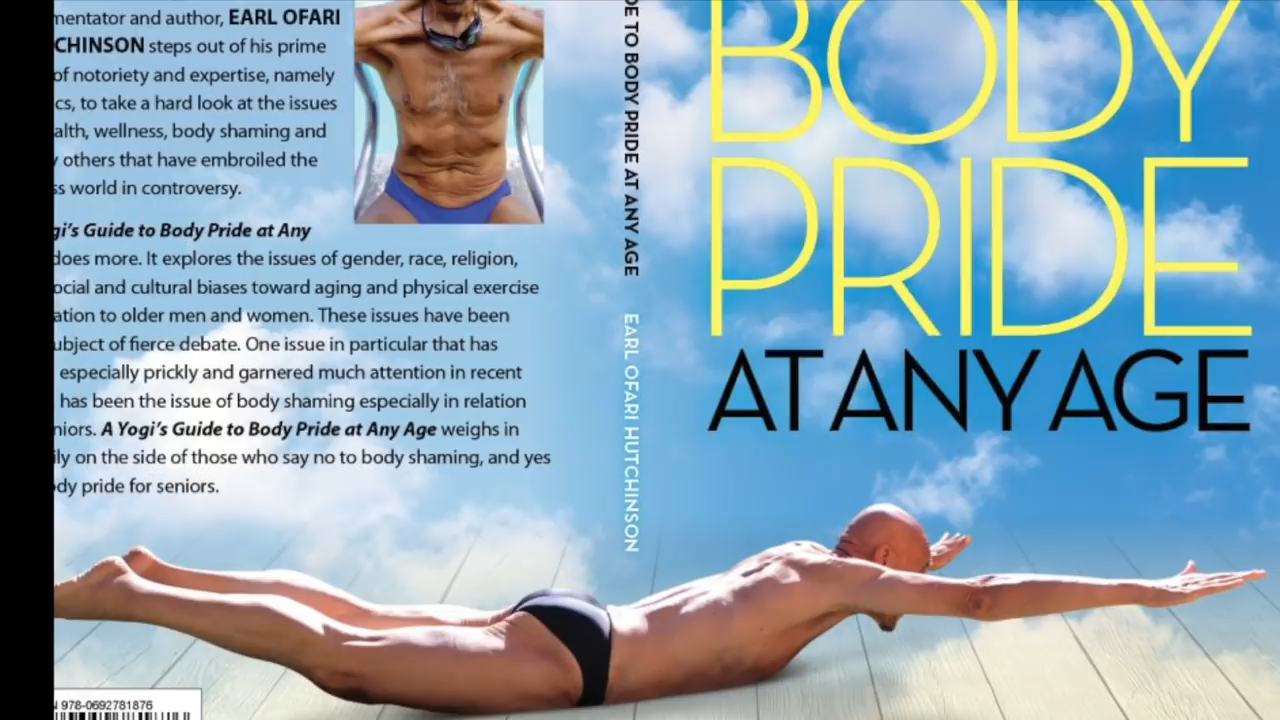 mentator and author, EARL OFARI
CHINSON steps out of his prime
of notoriety and expertise, namely
cs, to take a hard look at the issues
alth, wellness, body shaming and
y others that have embroiled the
ss world in controversy.
gi's Guide to Body Pride at Any
does more. It explores the issues of gender, race, religion,
ocial and cultural biases toward aging and physical exercise
ation to older men and women. These issues have been
ubject of fierce debate. One issue in particular that has
especially prickly and garnered much attention in recent
has been the issue of body shaming especially in relation
niors. A Yogi's Guide to Body Pride at Any Age weighs in
ily on the side of those who say no to body shaming, and yes
dy pride for seniors.
N 978-0692781876
DE TO BODY PRIDE AT ANY AGE EARL OFARI HUTCHINSON
BODY
PRIDE
AT ANY AGE